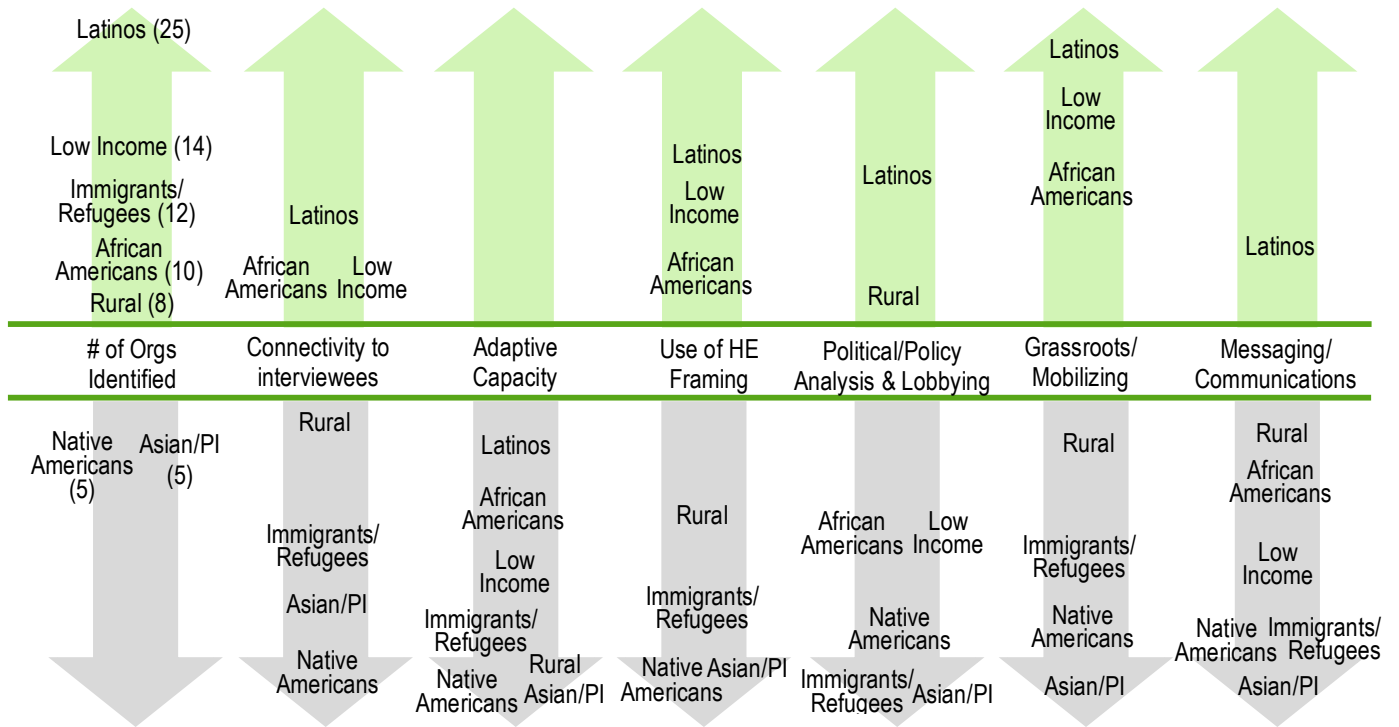 Latinos (25)
Low Income (14)
Immigrants/
Refugees (12)
African
Americans (10)
Rural (8)
# of Orgs
Identified
Native
Americans
(5)
Asian/PI
(5)
Latinos
African
Americans
Low
Income
Connectivity to
interviewees
Rural
Immigrants/
Refugees
Asian/PI
Native
Americans
Adaptive
Capacity
Latinos
African
Americans
Low
Income
Immigrants/
Refugees
Rural
Native
Americans
Asian/PI
Latinos
Low
Income
African
Americans
Use of HE
Framing
Rural
Immigrants/
Refugees
Native
Americans
Asian/PI
Latinos
Rural
Political/Policy
Analysis & Lobbying
African
Americans
Low
Income
Native
Americans
Immigrants/
Refugees
Asian/PI
Latinos
Low
Income
African
Americans
Grassroots/
Mobilizing
Rural
Immigrants/
Refugees
Native
Americans
Asian/PI
Latinos
Messaging/
Communications
Rural
African
Americans
Low
Income
Native
Americans
Immigrants/
Refugees
Asian/PI